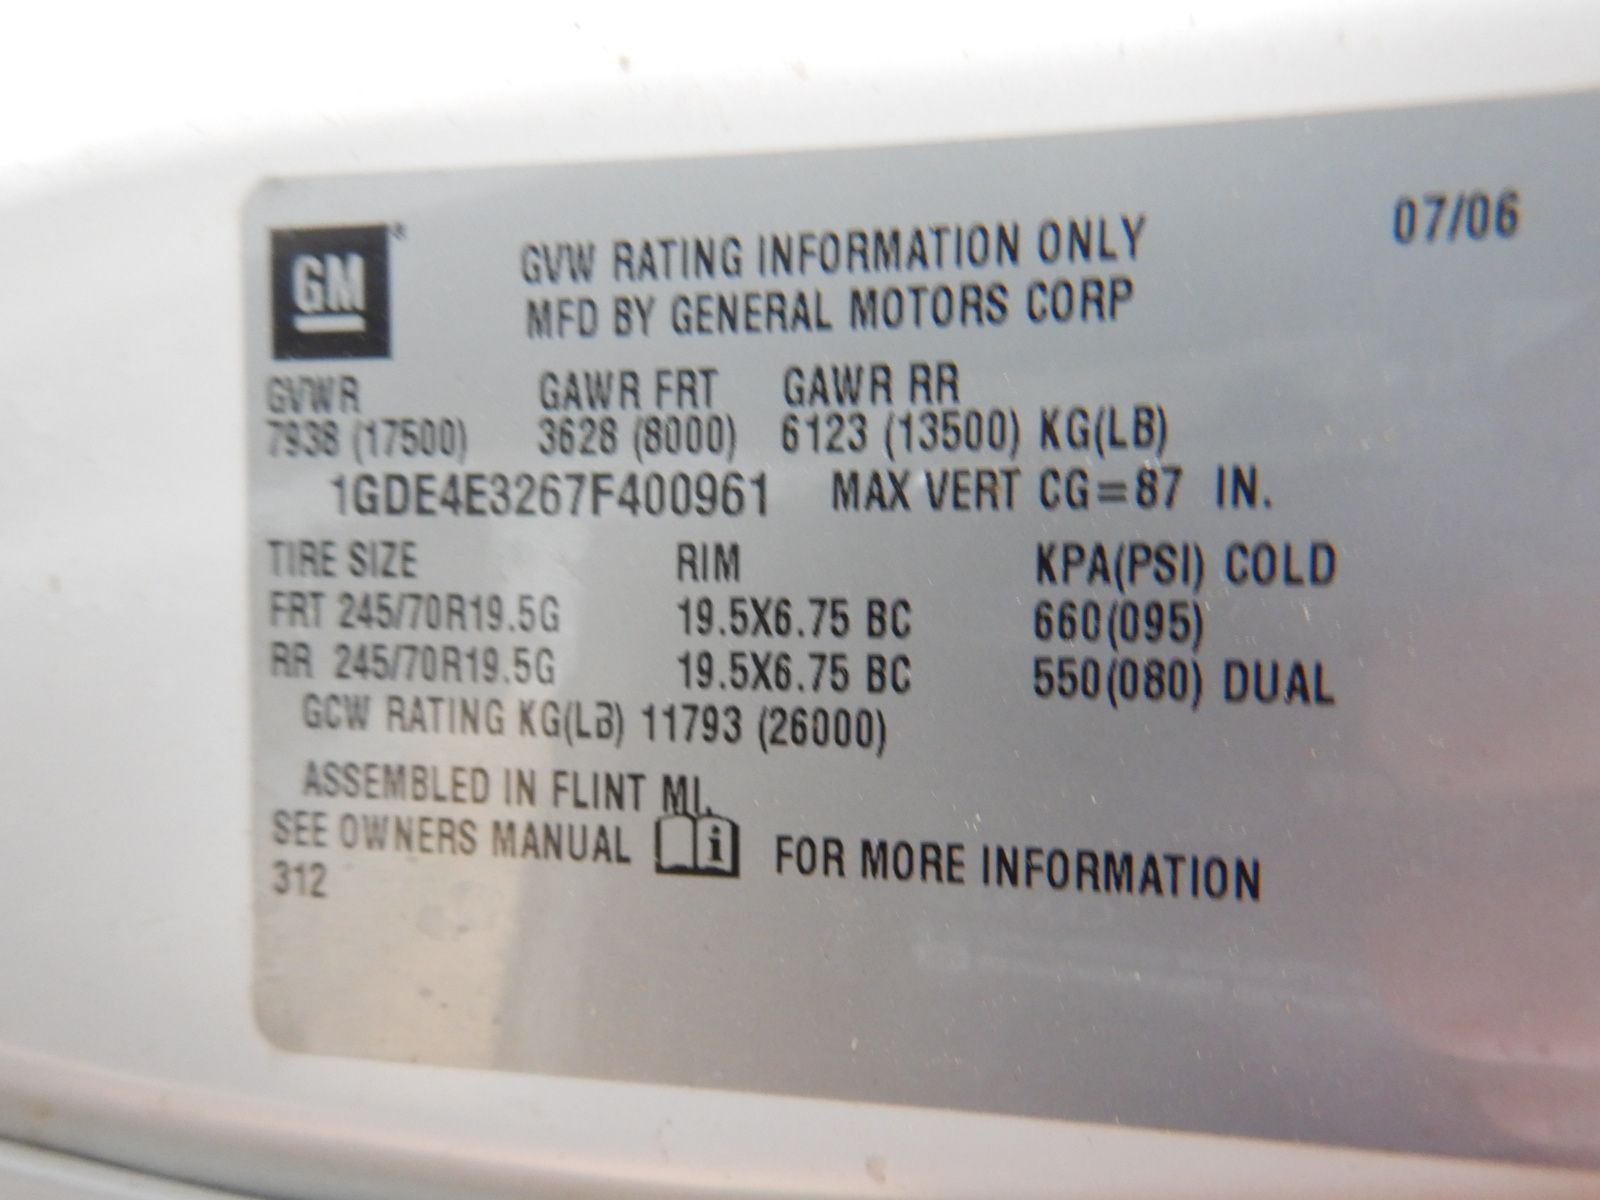 GM®
07/06
GVW RATING INFORMATION ONLY
MFD BY GENERAL MOTORS CORP
GVWR GAWR FRT GAWR RR
7938 (17500) 3628 (8000) 6123 (13500) KG(LB)
1GDE4E3267F400961 MAX VERT CG=87 IN.
TIRE SIZE RIM KPA(PSI) COLD
FRT 245/70R19.5G 19.5X6.75 BC 660(095)
RR 245/70R19.5G 19.5X6.75 BC 550(080) DUAL
GCW RATING KG(LB) 11793 (26000)
ASSEMBLED IN FLINT MI.
SEE OWNERS MANUAL i FOR MORE INFORMATION
312